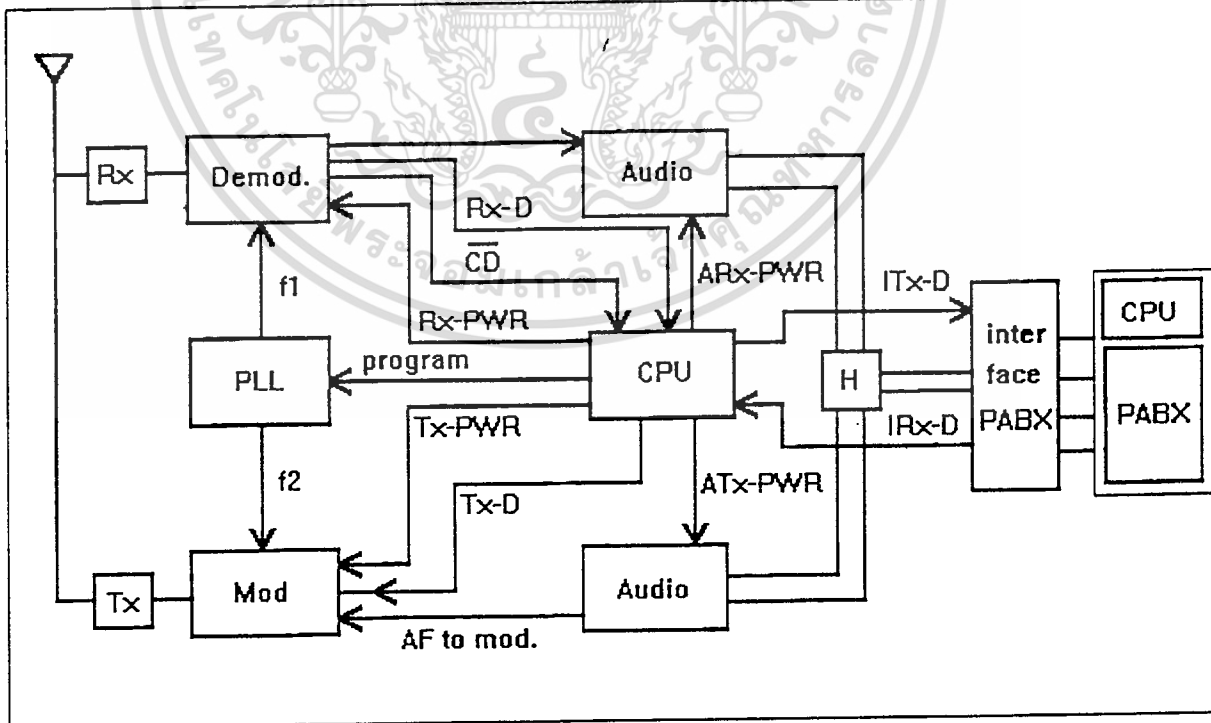 Rx
Demod.
Audio
Rx-D
CD
ARx-PWR
Rx-PWR
f1
ITx-D
PLL
program
CPU
H
inter
face
PABX
CPU
PABX
Tx-PWR
IRx-D
f2
Tx-D
ATx-PWR
Tx
Mod
Audio
AF to mod.